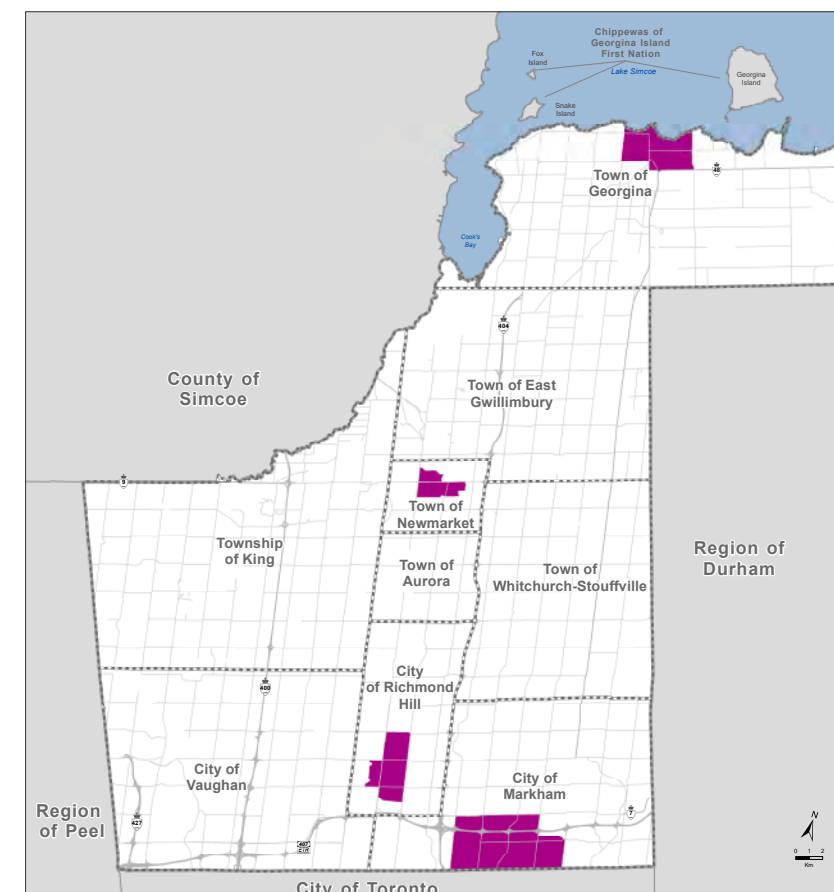 Chippewas of
Georgina Island
First Nation
Fox
Island
Lake Simcoe
Georgina
Island
Snake
Island
48
Town of
Georgina
Cook's
Bay
404
County of
Simcoe
Town of East
Gwillimbury
9
Town of
Newmarket
Township
of King
Town of
Aurora
Town of
Whitchurch-Stouffville
Region of
Durham
City
of Richmond
Hill
400
City of
Vaughan
City of
Markham
Region
of Peel
427
7
407
ETR
N
0 1 2
Km
City of Toronto